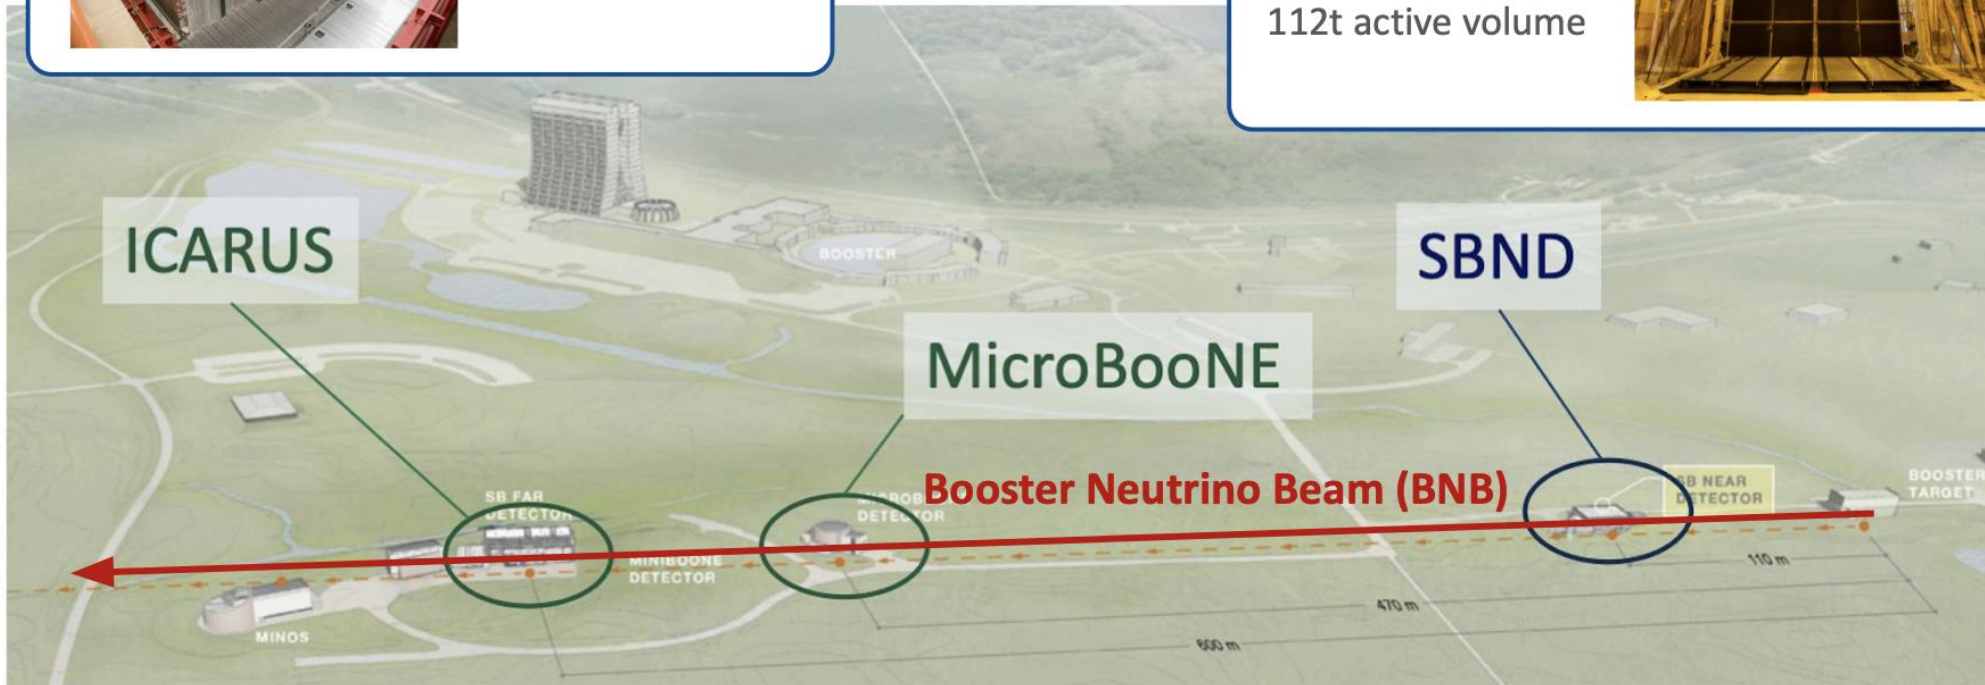 112t active volume
BOOSTER
ICARUS
SBND
MicroBooNE
Booster Neutrino Beam (BNB)
SB NEAR
DETECTOR
BOOSTER
TARGET
SB FAR
DETECTOR
DETECTOR
MINIBOONE
DETECTOR
110 m
470 m
600 m
MINOS